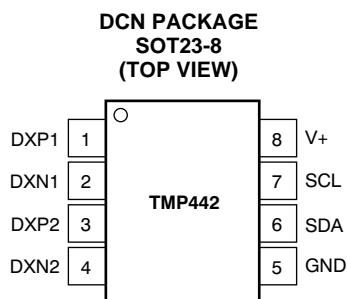 DCN PACKAGE
SOT23-8
(TOP VIEW)
DXP1 1 8 V+
DXN1 2 7 SCL
TMP442
DXP2 3 6 SDA
DXN2 4 5 GND